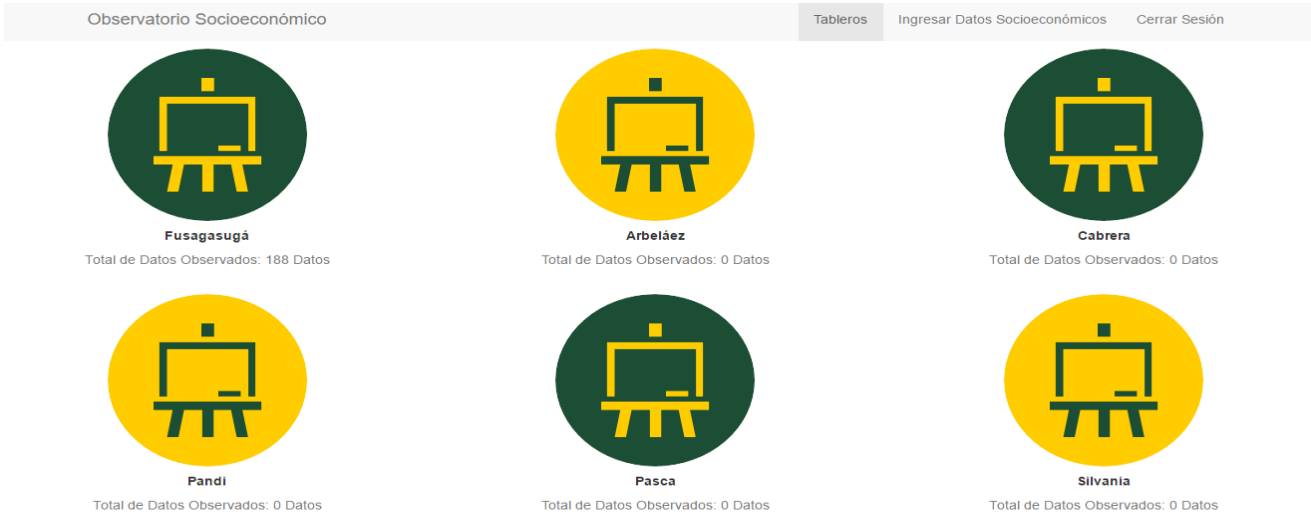 Observatorio Socioeconómico
Tableros Ingresar Datos Socioeconómicos Cerrar Sesión
Fusagasugá
Total de Datos Observados: 188 Datos
Arbeláez
Total de Datos Observados: 0 Datos
Cabrera
Total de Datos Observados: 0 Datos
Pandi
Total de Datos Observados: 0 Datos
Pasca
Total de Datos Observados: 0 Datos
Silvania
Total de Datos Observados: 0 Datos